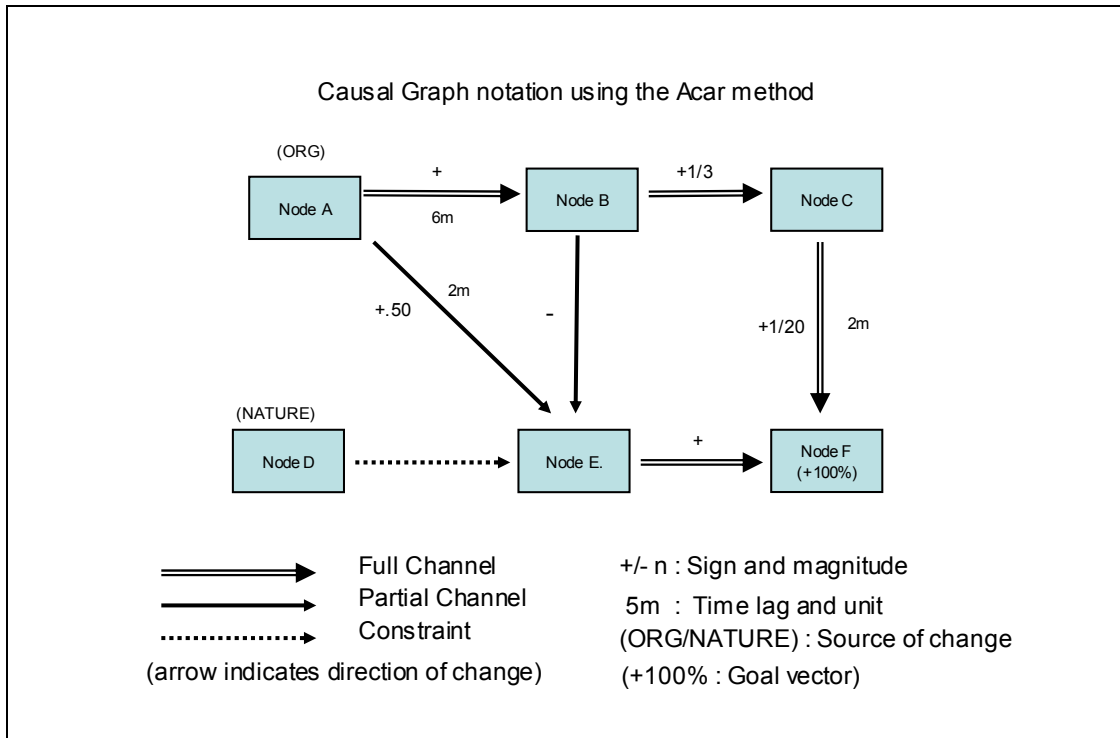 Causal Graph notation using the Acar method
(ORG)
Node A
+
6m
Node B
+1/3
Node C
+.50
2m
-
+1/20
2m
(NATURE)
Node D
Node E.
+
Node F
(+100%)
Full Channel
Partial Channel
Constraint
(arrow indicates direction of change)
+/- n : Sign and magnitude
5m : Time lag and unit
(ORG/NATURE) : Source of change
(+100% : Goal vector)